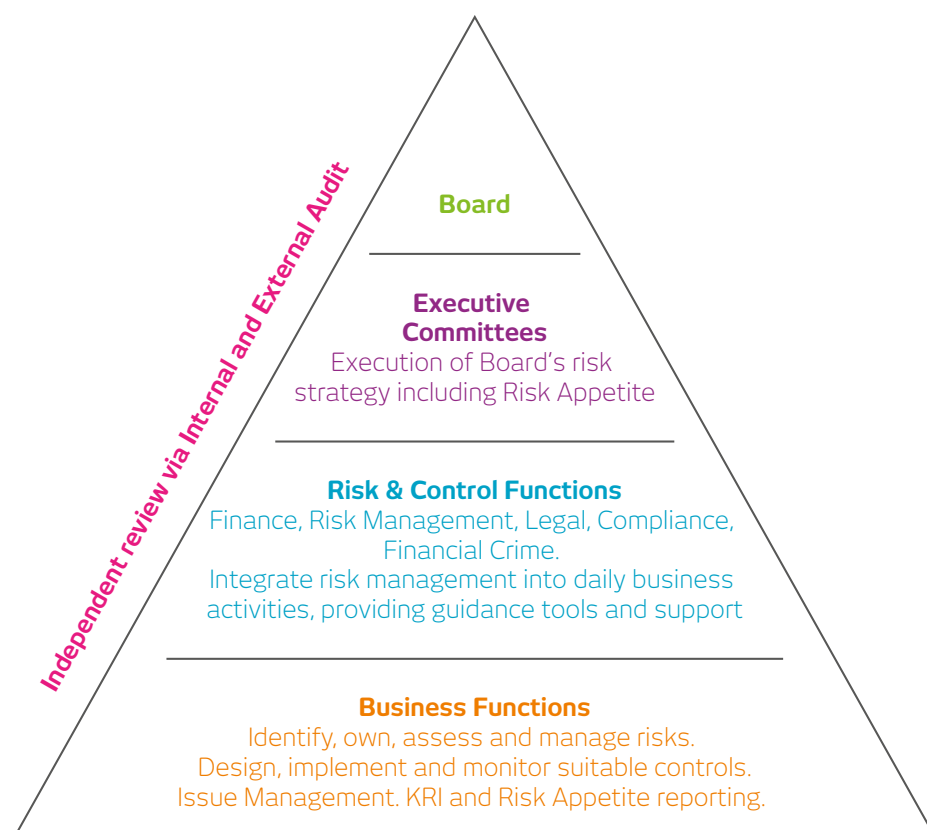 Independent review via Internal and External Audit
Board
Executive
Committees
Execution of Board's risk
strategy including Risk Appetite
Risk & Control Functions
Finance, Risk Management, Legal, Compliance,
Financial Crime.
Integrate risk management into daily business
activities, providing guidance tools and support
Business Functions
Identify, own, assess and manage risks.
Design, implement and monitor suitable controls.
Issue Management. KRI and Risk Appetite reporting.